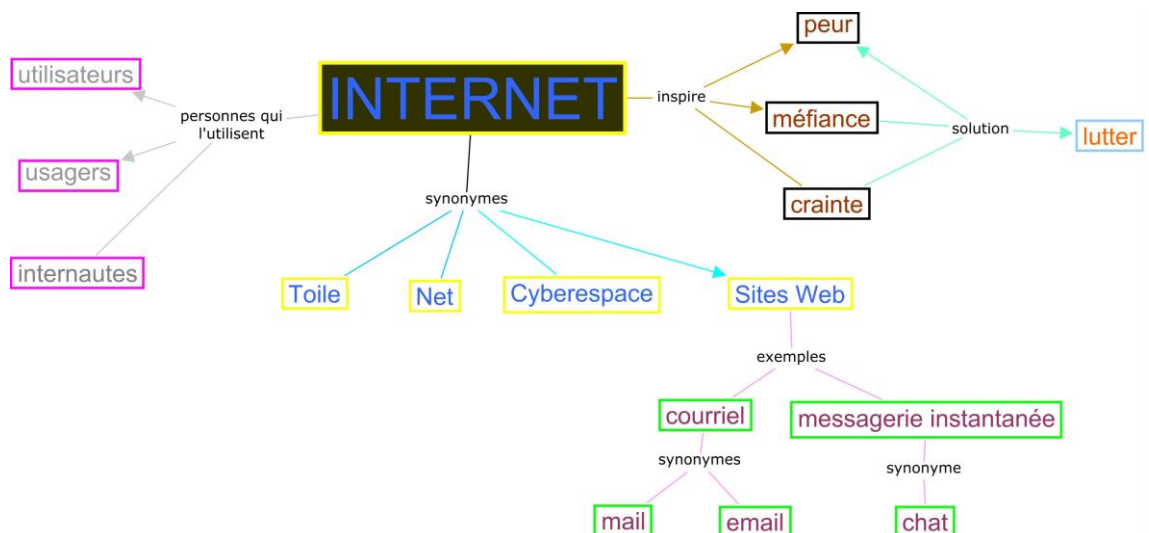 peur
utilisateurs
INTERNET
inspire
personnes qui
l'utilisent
méfiance
solution
lutter
usagers
synonymes
crainte
internautes
Toile
Net
Cyberespace
Sites Web
exemples
courriel
messagerie instantanée
synonymes
synonyme
mail
email
chat